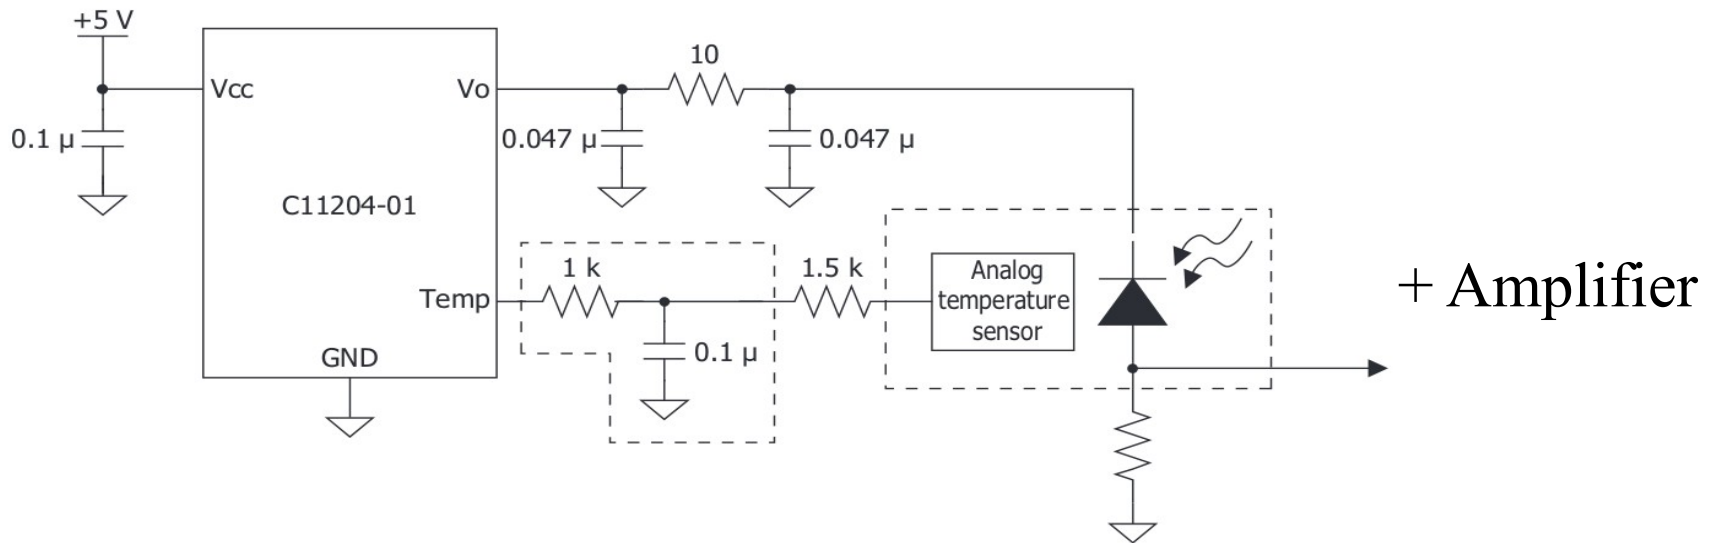 +5 V
Vcc
0.1 μ
Vo
10
0.047 μ
0.047 μ
C11204-01
Temp
1 k
0.1 μ
1.5 k
GND
Analog
temperature
sensor
+ Amplifier